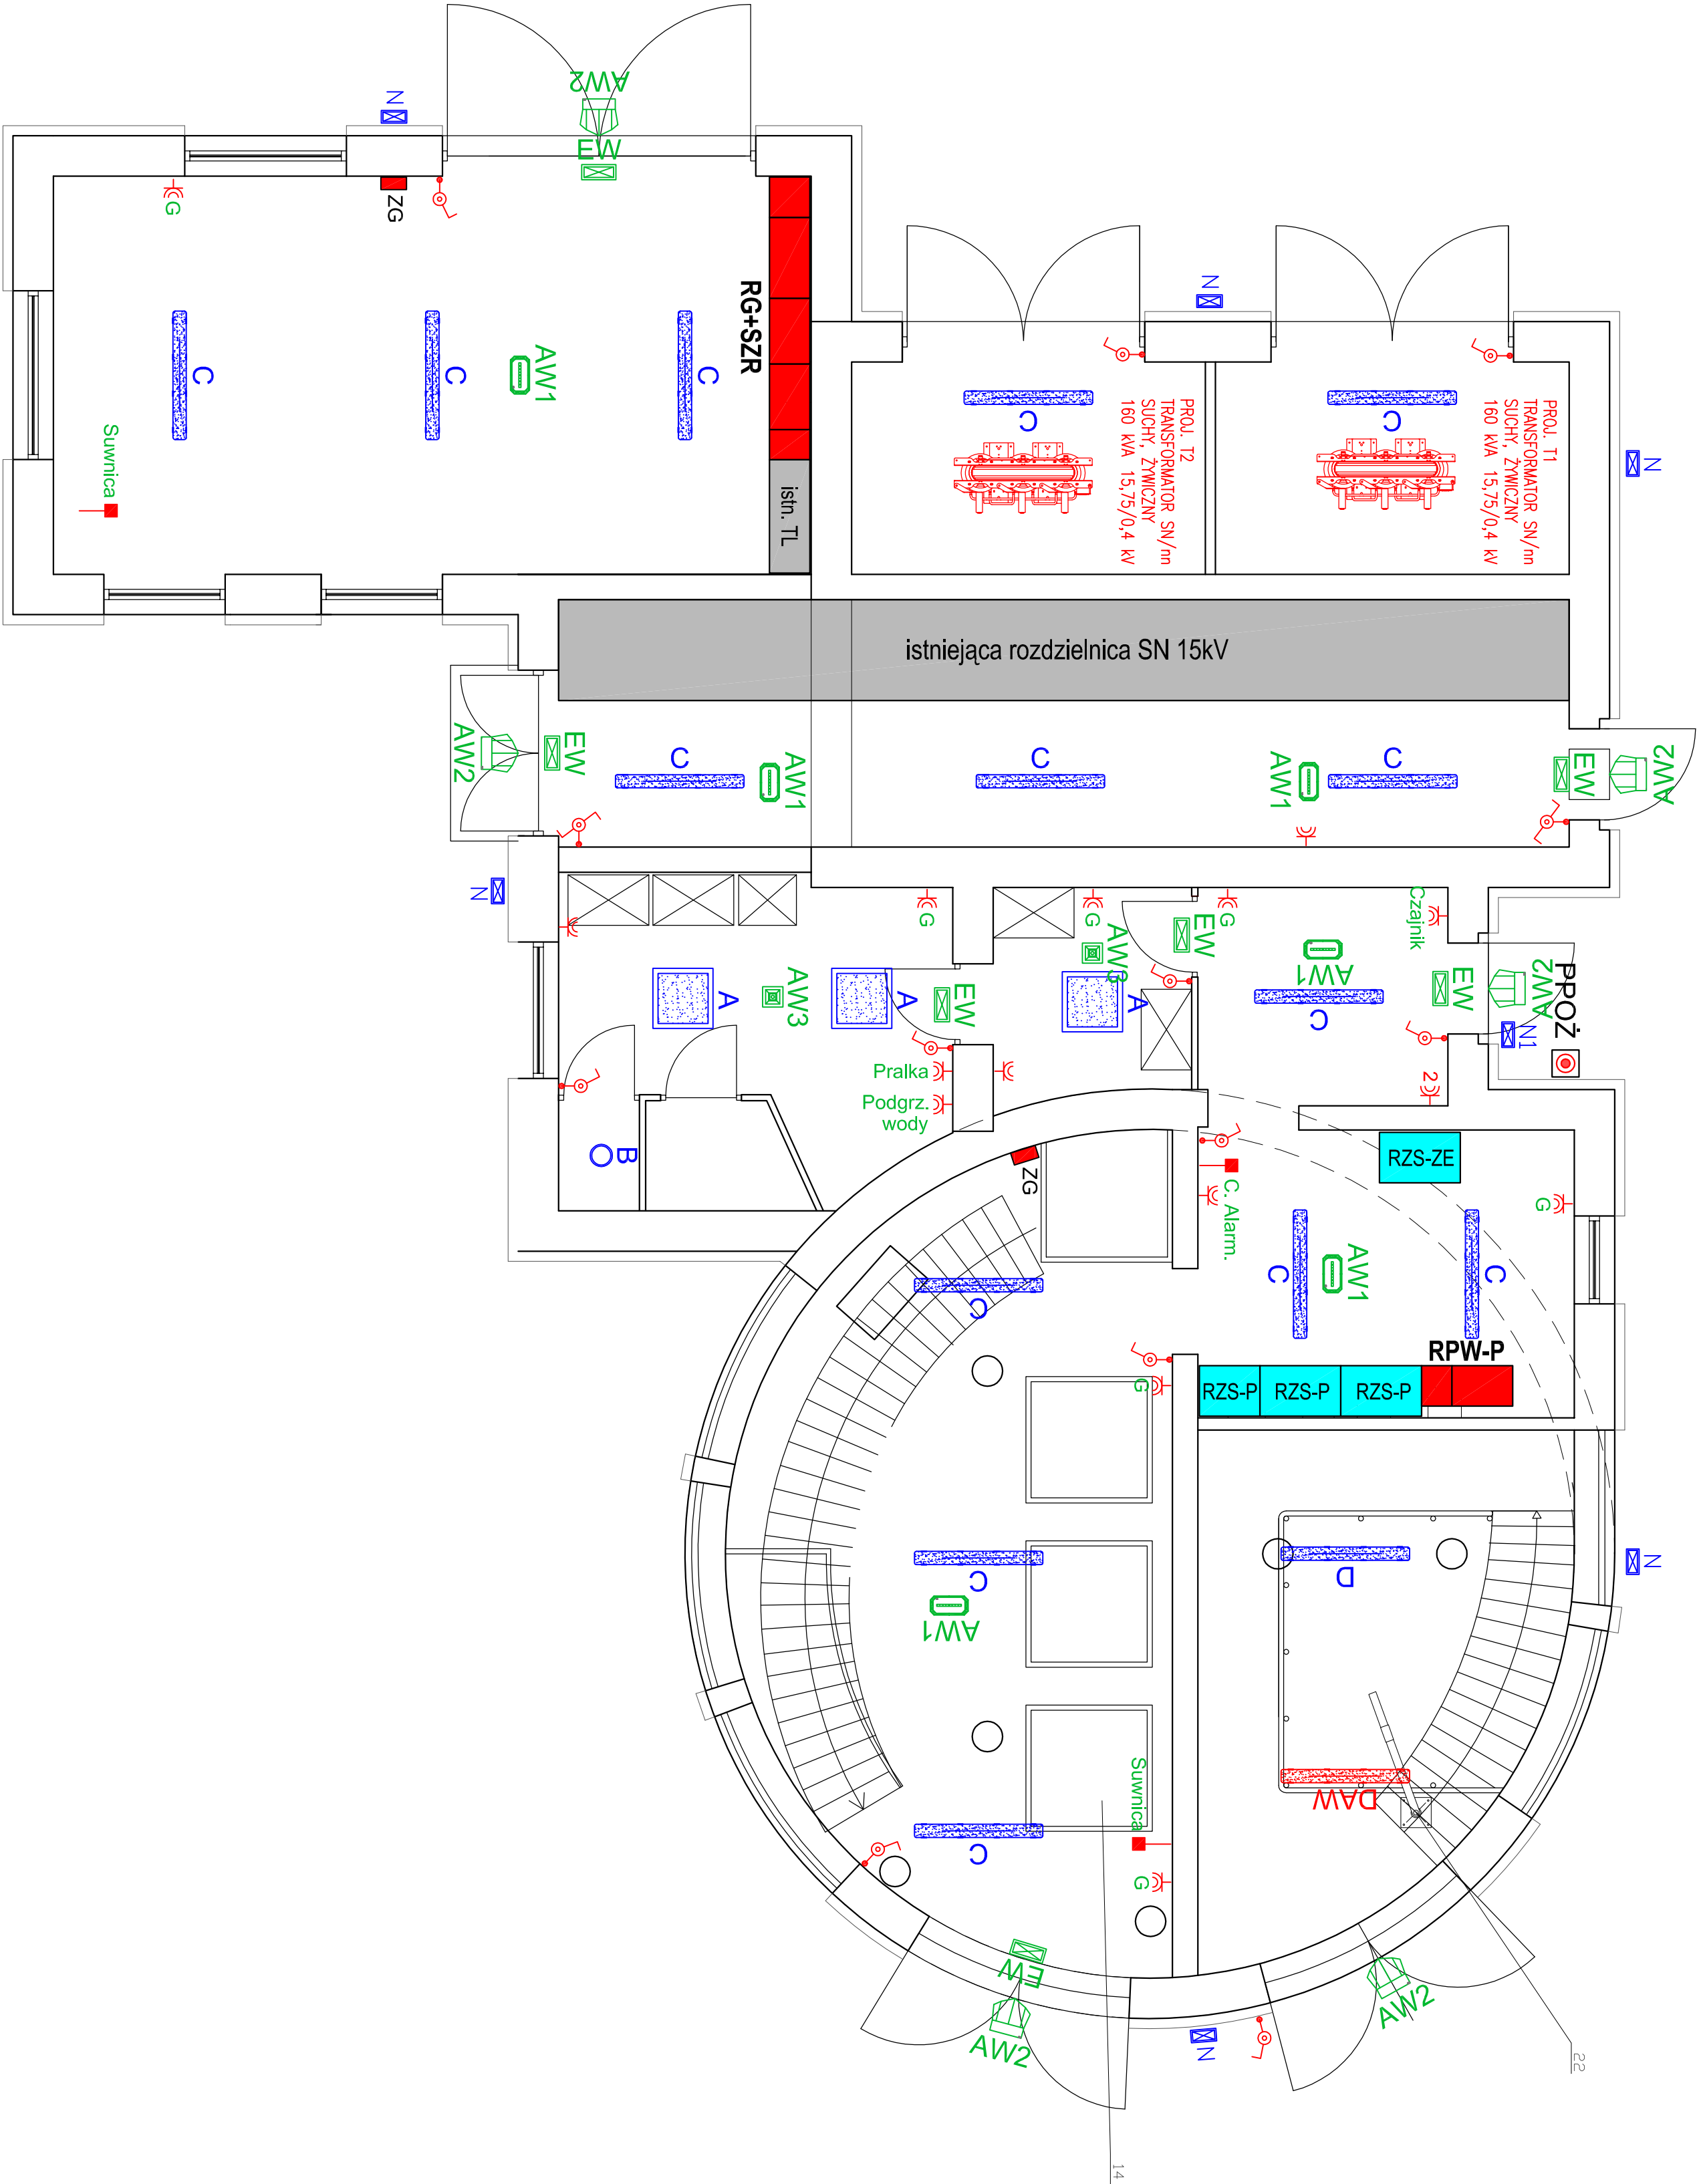 AW2
N
EW
G
ZG
N
RG+SZR
N
C
C
C
AW1
C
C
PROJ. T2
TRANSFORMATOR SN/nn
SUCHY, ŻYWICZNY
160 kVA 15,75/0,4 kV
PROJ. T1
TRANSFORMATOR SN/nn
SUCHY, ŻYWICZNY
160 kVA 15,75/0,4 kV
Suwnica
istn. TL
istniejąca rozdzielnica SN 15kV
AW2
EW
C
AW1
C
AW1
C
EW
AW2
N
G
G
G
Czajnik
EW
AW3
AW1
EW
AW2
PPOŻ
A
AW3
A
EW
A
C
N1
Pralka
Podgrz.
wody
2
B
ZG
C. Alarm.
RZS-ZE
G
C
C
AW1
C
RPW-P
G
RZS-P
RZS-P
RZS-P
C
AW1
D
N
Suwnica
DAW
C
G
EW
AW2
N
AW2
22
14